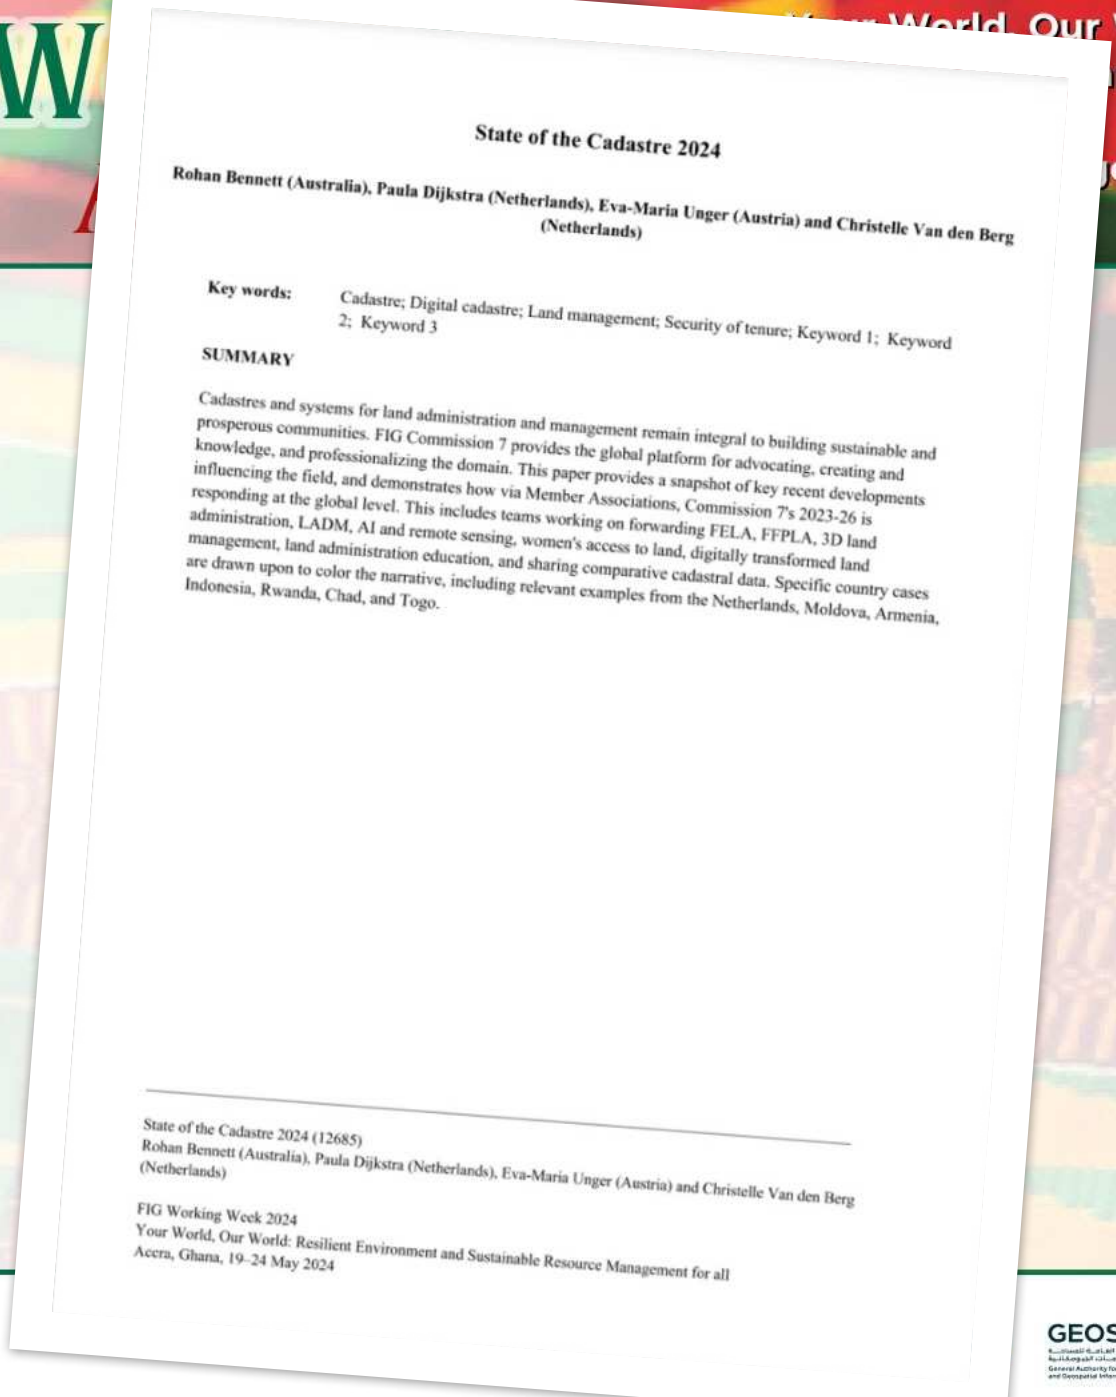 World, Our
W
State of the Cadastre 2024
Rohan Bennett (Australia), Paula Dijkstra (Netherlands), Eva-Maria Unger (Austria) and Christelle Van den Berg
(Netherlands)
Key words: Cadastre; Digital cadastre; Land management; Security of tenure; Keyword 1; Keyword
2; Keyword 3
SUMMARY
Cadastres and systems for land administration and management remain integral to building sustainable and
prosperous communities. FIG Commission 7 provides the global platform for advocating, creating and
knowledge, and professionalizing the domain. This paper provides a snapshot of key recent developments
influencing the field, and demonstrates how via Member Associations, Commission 7's 2023-26 is
responding at the global level. This includes teams working on forwarding FELA, FFPLA, 3D land
administration, LADM, AI and remote sensing, women's access to land, digitally transformed land
management, land administration education, and sharing comparative cadastral data. Specific country cases
are drawn upon to color the narrative, including relevant examples from the Netherlands, Moldova, Armenia,
Indonesia, Rwanda, Chad, and Togo.
State of the Cadastre 2024 (12685)
Rohan Bennett (Australia), Paula Dijkstra (Netherlands), Eva-Maria Unger (Austria) and Christelle Van den Berg
(Netherlands)
FIG Working Week 2024
Your World, Our World: Resilient Environment and Sustainable Resource Management for all
Accra, Ghana, 19–24 May 2024
GEOS
General Authority for
and Geospatial